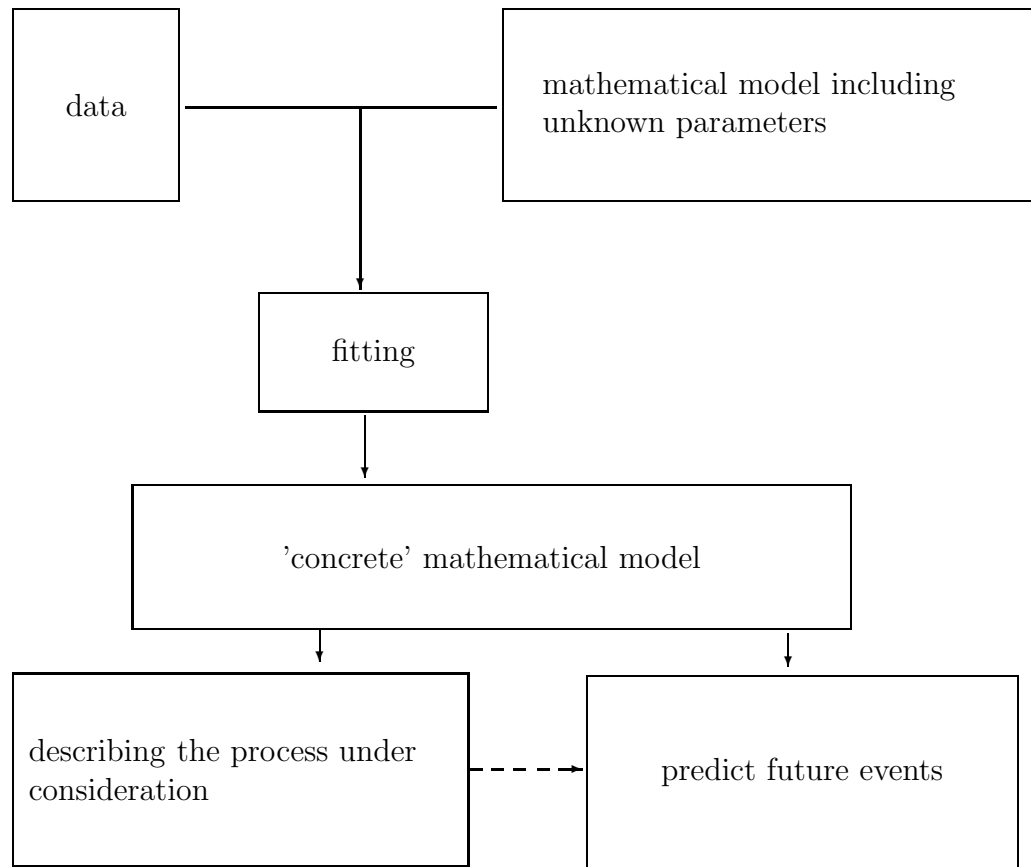 data
mathematical model including
unknown parameters
fitting
’concrete’ mathematical model
describing the process under
consideration
predict future events